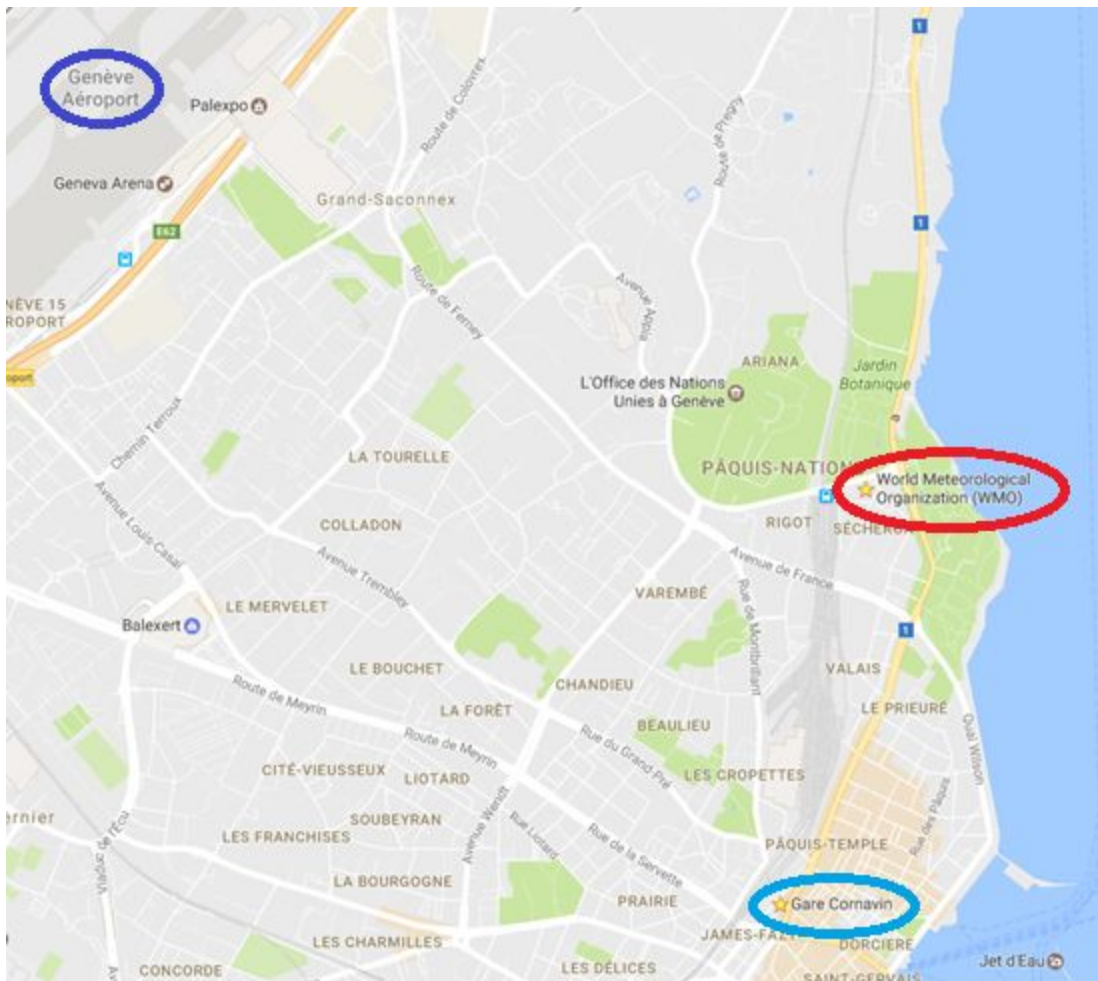 Genève
Aéroport
Palexpo
Route de Colovrex
Route de Pregny
1
Geneva Arena
Grand-Saconnex
E62
1
Route de Ferney
Avenue Appia
ARIANA
Jardin
Botanique
L'Office des Nations
Unies à Genève
Chemin Terroux
LA TOURELLE
PÂQUIS-NATION
World Meteorological
Organization (WMO)
COLLADON
RIGOT
Avenue Louis-Casaï
Avenue Trembley
Avenue de France
VAREMBÉ
Rue de Montbrillant
LE MERVELET
Balexert
1
LE BOUCHET
CHANDIEU
VALAIS
Route de Meyrin
LA FORÊT
LE PRIEURÉ
BEAULIEU
Rue du Grand-Pré
Quai Wilson
Route de Meyrin
CITÉ-VIEUSSEUX
LIOTARD
LES CROPETTES
SOUBEYRAN
Avenue Wendt
Rue Liotard
Rue de la Servette
Rue des Pâquis
LES FRANCHISES
PÂQUIS-TEMPLE
LA BOURGOGNE
PRAIRIE
Gare Cornavin
LES CHARMILLES
JAMES-FAZY
DORCIÈRE
CONCORDE
LES DÉLICES
Jet d'Eau
SAINT-GERVAIS